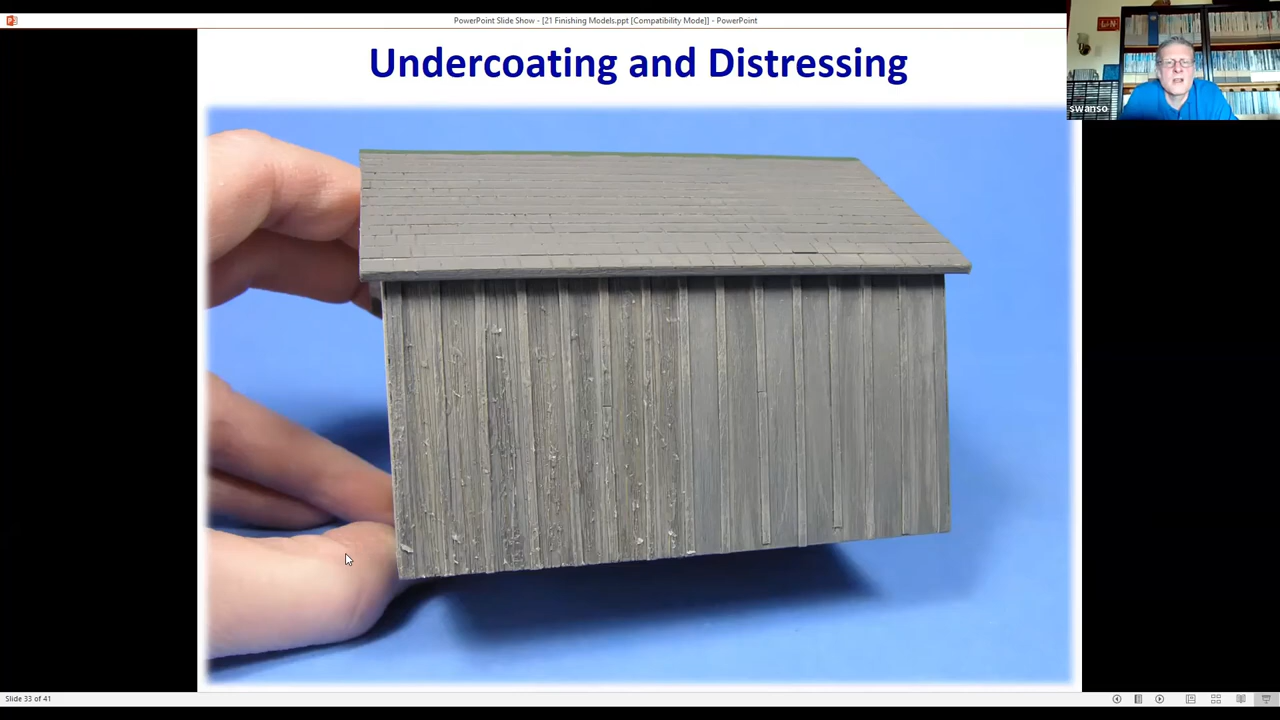 PowerPoint Slide Show - [21 Finishing Models.ppt [Compatibility Mode]] - PowerPoint
Undercoating and Distressing
swanso
Slide 33 of 41